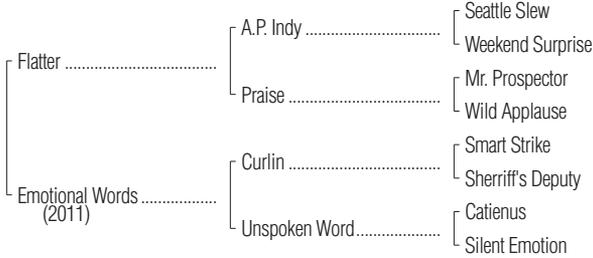 Seattle Slew
A.P. Indy ..............................
Weekend Surprise
Flatter ..................................
Mr. Prospector
Praise ..................................
Wild Applause
Smart Strike
Curlin ..................................
Sherriff's Deputy
Emotional Words .................
(2011)
Catienus
Unspoken Word...................
Silent Emotion